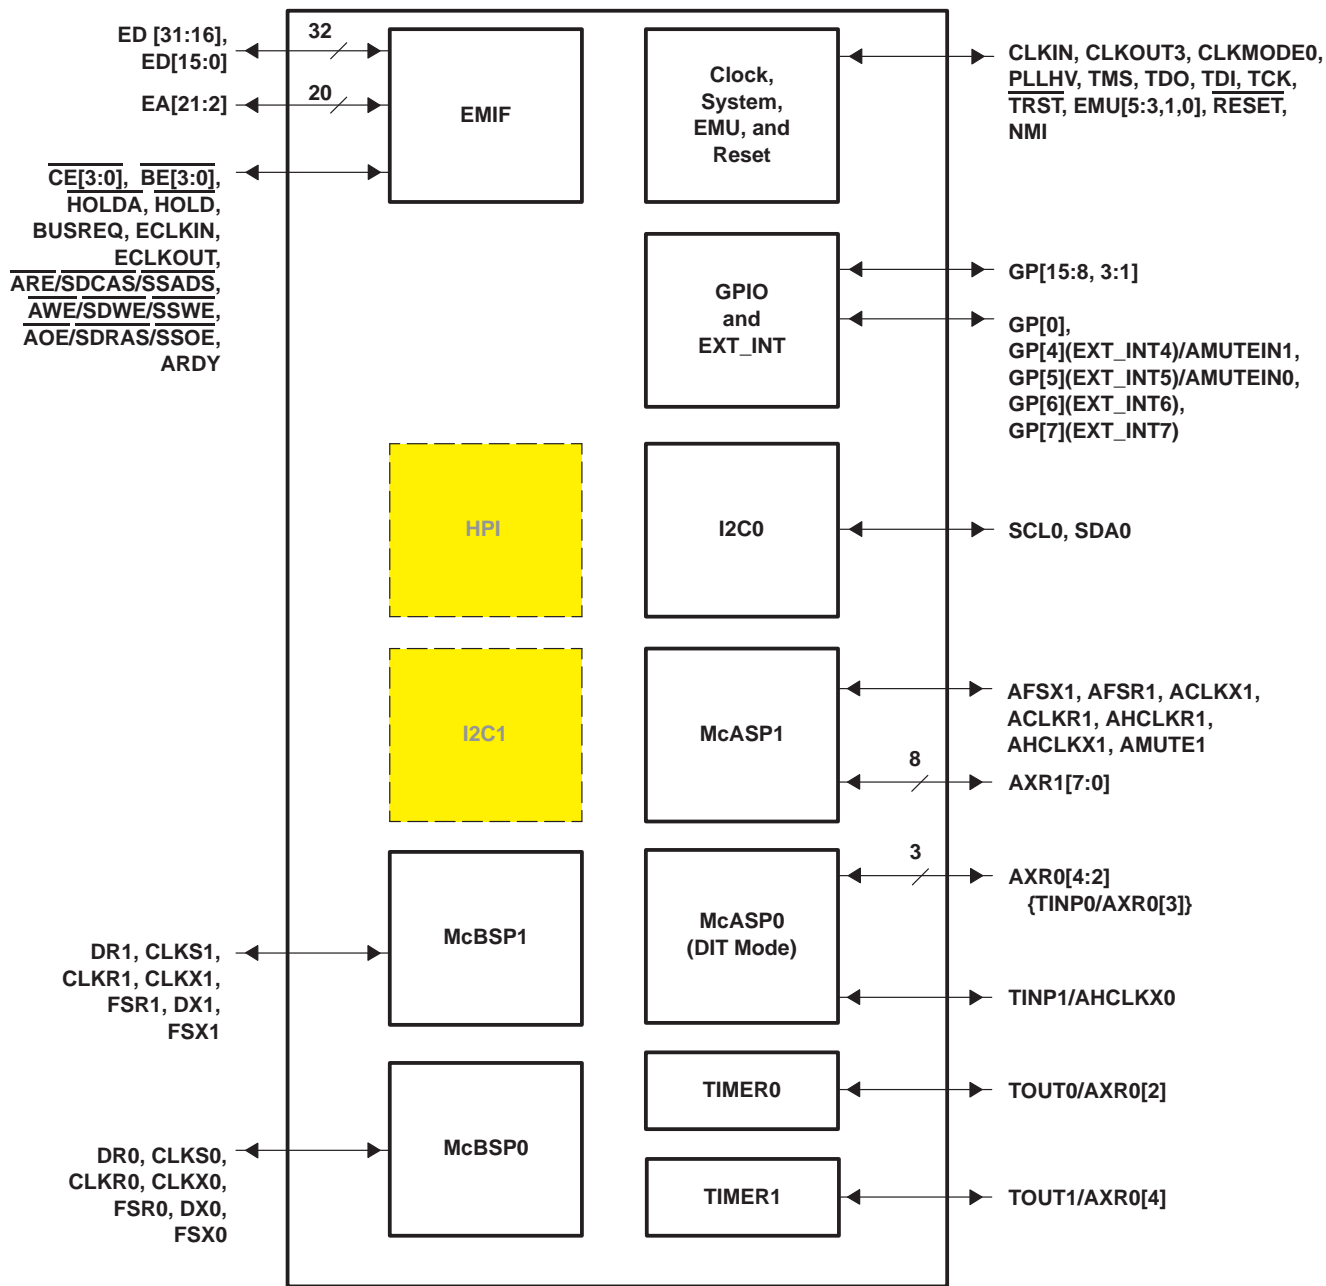 ED [31:16],
ED[15:0]
32
EA[21:2]
20
CE[3:0], BE[3:0],
HOLDA, HOLD,
BUSREQ, ECLKIN,
ECLKOUT,
ARE/SDCAS/SSADS,
AWE/SDWE/SSWE,
AOE/SDRAS/SSOE,
ARDY
EMIF
Clock,
System,
EMU, and
Reset
CLKIN, CLKOUT3, CLKMODE0,
PLLHV, TMS, TDO, TDI, TCK,
TRST, EMU[5:3,1,0], RESET,
NMI
GPIO
and
EXT_INT
GP[15:8, 3:1]
GP[0],
GP[4](EXT_INT4)/AMUTEIN1,
GP[5](EXT_INT5)/AMUTEIN0,
GP[6](EXT_INT6),
GP[7](EXT_INT7)
HPI
I2C0
SCL0, SDA0
I2C1
McASP1
AFSX1, AFSR1, ACLKX1,
ACLKR1, AHCLKR1,
AHCLKX1, AMUTE1
8
AXR1[7:0]
DR1, CLKS1,
CLKR1, CLKX1,
FSR1, DX1,
FSX1
McBSP1
McASP0
(DIT Mode)
3
AXR0[4:2]
{TINP0/AXR0[3]}
TINP1/AHCLKX0
DR0, CLKS0,
CLKR0, CLKX0,
FSR0, DX0,
FSX0
McBSP0
TIMER0
TOUT0/AXR0[2]
TIMER1
TOUT1/AXR0[4]